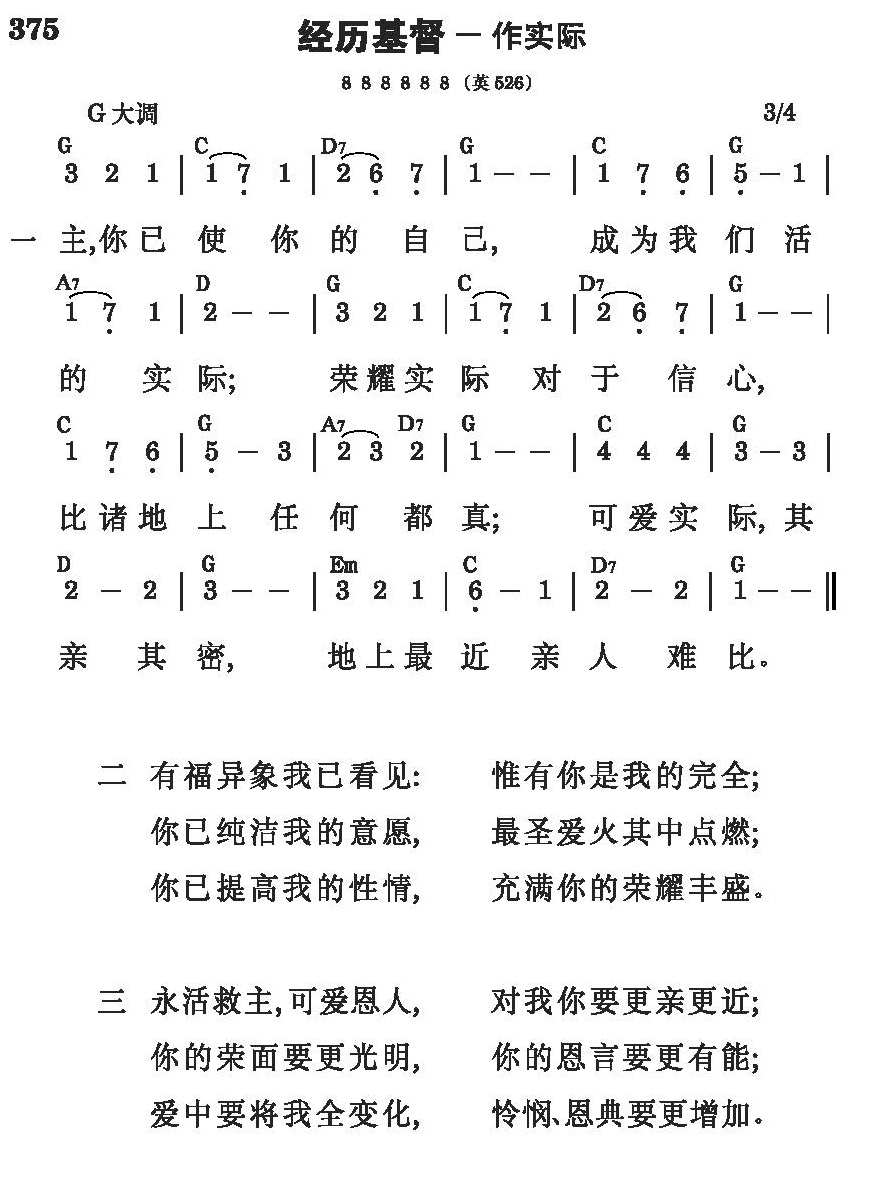 375
经历基督－作实际
8 8 8 8 8 8（英526）
G大调 3/4
G C D7 G C G
3 2 1 | 1 7 1 | 2 6 7 | 1 - - | 1 7 6 | 5 - 1 |
一 主,你已 使 你 的 自 己, 成为我 们 活
A7 D G C D7 G
1 7 1 | 2 - - | 3 2 1 | 1 7 1 | 2 6 7 | 1 - - |
的 实 际; 荣耀实 际 对 于 信 心,
C G A7 D7 G C G
1 7 6 | 5 - 3 | 2 3 2 | 1 - - | 4 4 4 | 3 - 3 |
比诸地 上 任 何 都 真; 可爱实 际, 其
D G Em C D7 G
2 - 2 | 3 - - | 3 2 1 | 6 - 1 | 2 - 2 | 1 - - ‖
亲 其 密, 地上最 近 亲 人 难 比。
二 有福异象我已看见: 惟有你是我的完全;
你已纯洁我的意愿, 最圣爱火其中点燃;
你已提高我的性情, 充满你的荣耀丰盛。
三 永活救主,可爱恩人, 对我你要更亲更近;
你的荣面要更光明, 你的恩言要更有能;
爱中要将我全变化, 怜悯、恩典要更增加。